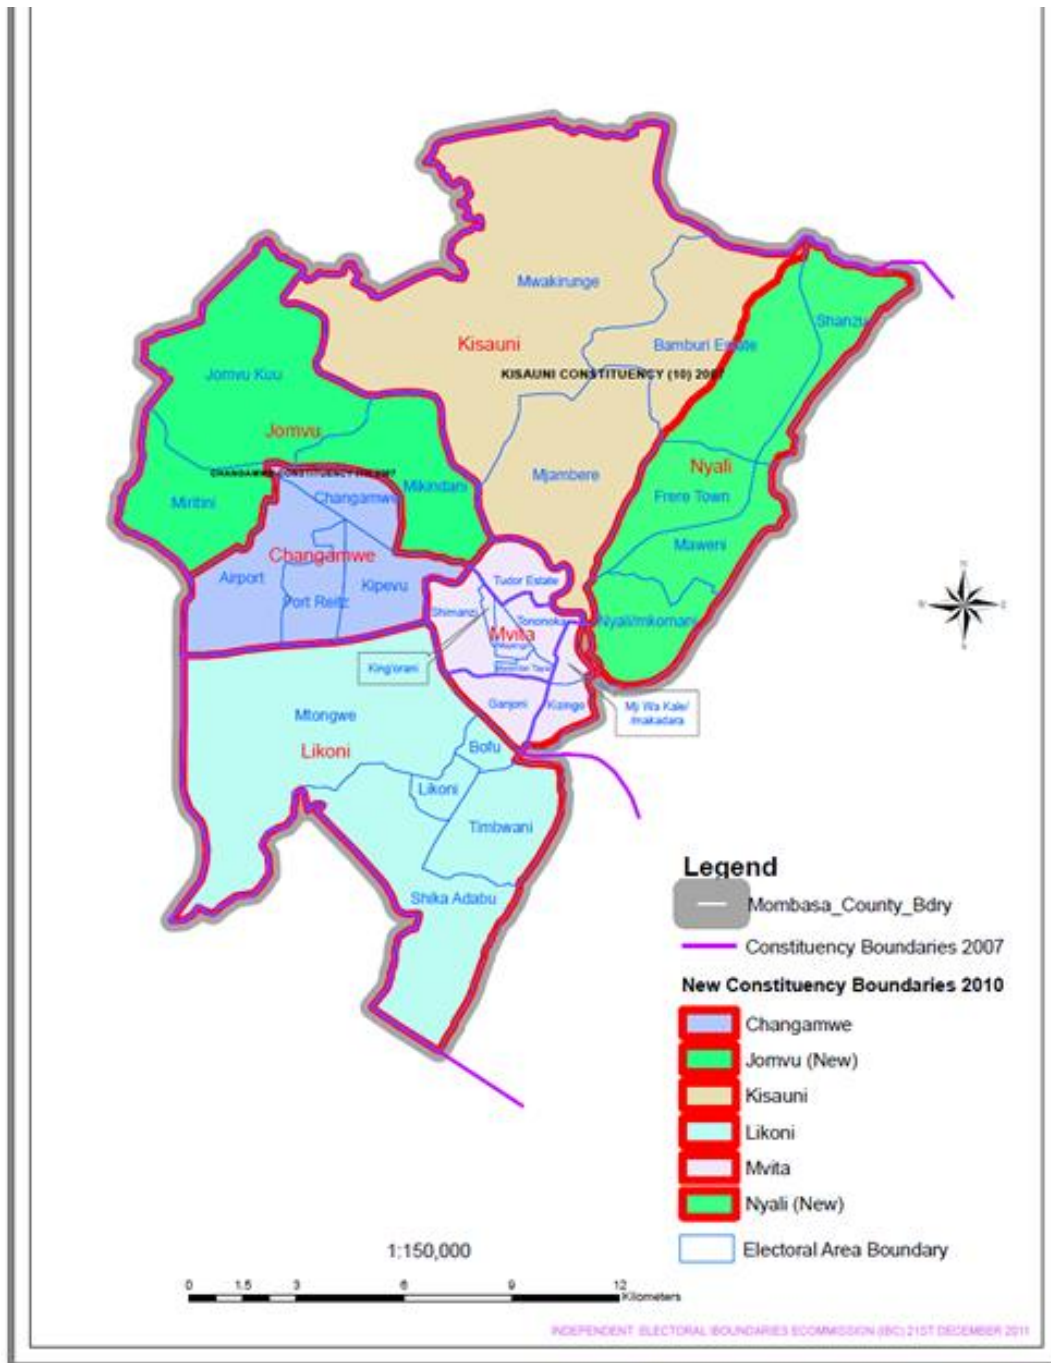 Mwakirunge
Shanzu
Kisauni
Bamburi Estate
KISAUNI CONSTITUENCY (10) 2007
Jomvu Kuu
Jomvu
Nyali
Mjambere
Mikindani
Miritini
Changamwe
Frere Town
Maweni
Changamwe
Airport
Kipevu
Port Reitz
Tudor Estate
Shimanzi
Tononoka
Nyali/mkomani
Mvita
King'orani
Ganjoni
Kizingo
Mji Wa Kale/
/makadara
Mtongwe
Likoni
Bofu
Likoni
Timbwani
Shika Adabu
Legend
Mombasa_County_Bdry
Constituency Boundaries 2007
New Constituency Boundaries 2010
Changamwe
Jomvu (New)
Kisauni
Likoni
Mvita
Nyali (New)
Electoral Area Boundary
1:150,000
0 1.5 3 6 9 12
Kilometers
INDEPENDENT ELECTORAL BOUNDARIES ECOMMISSION (IBC) 21ST DECEMBER 2011